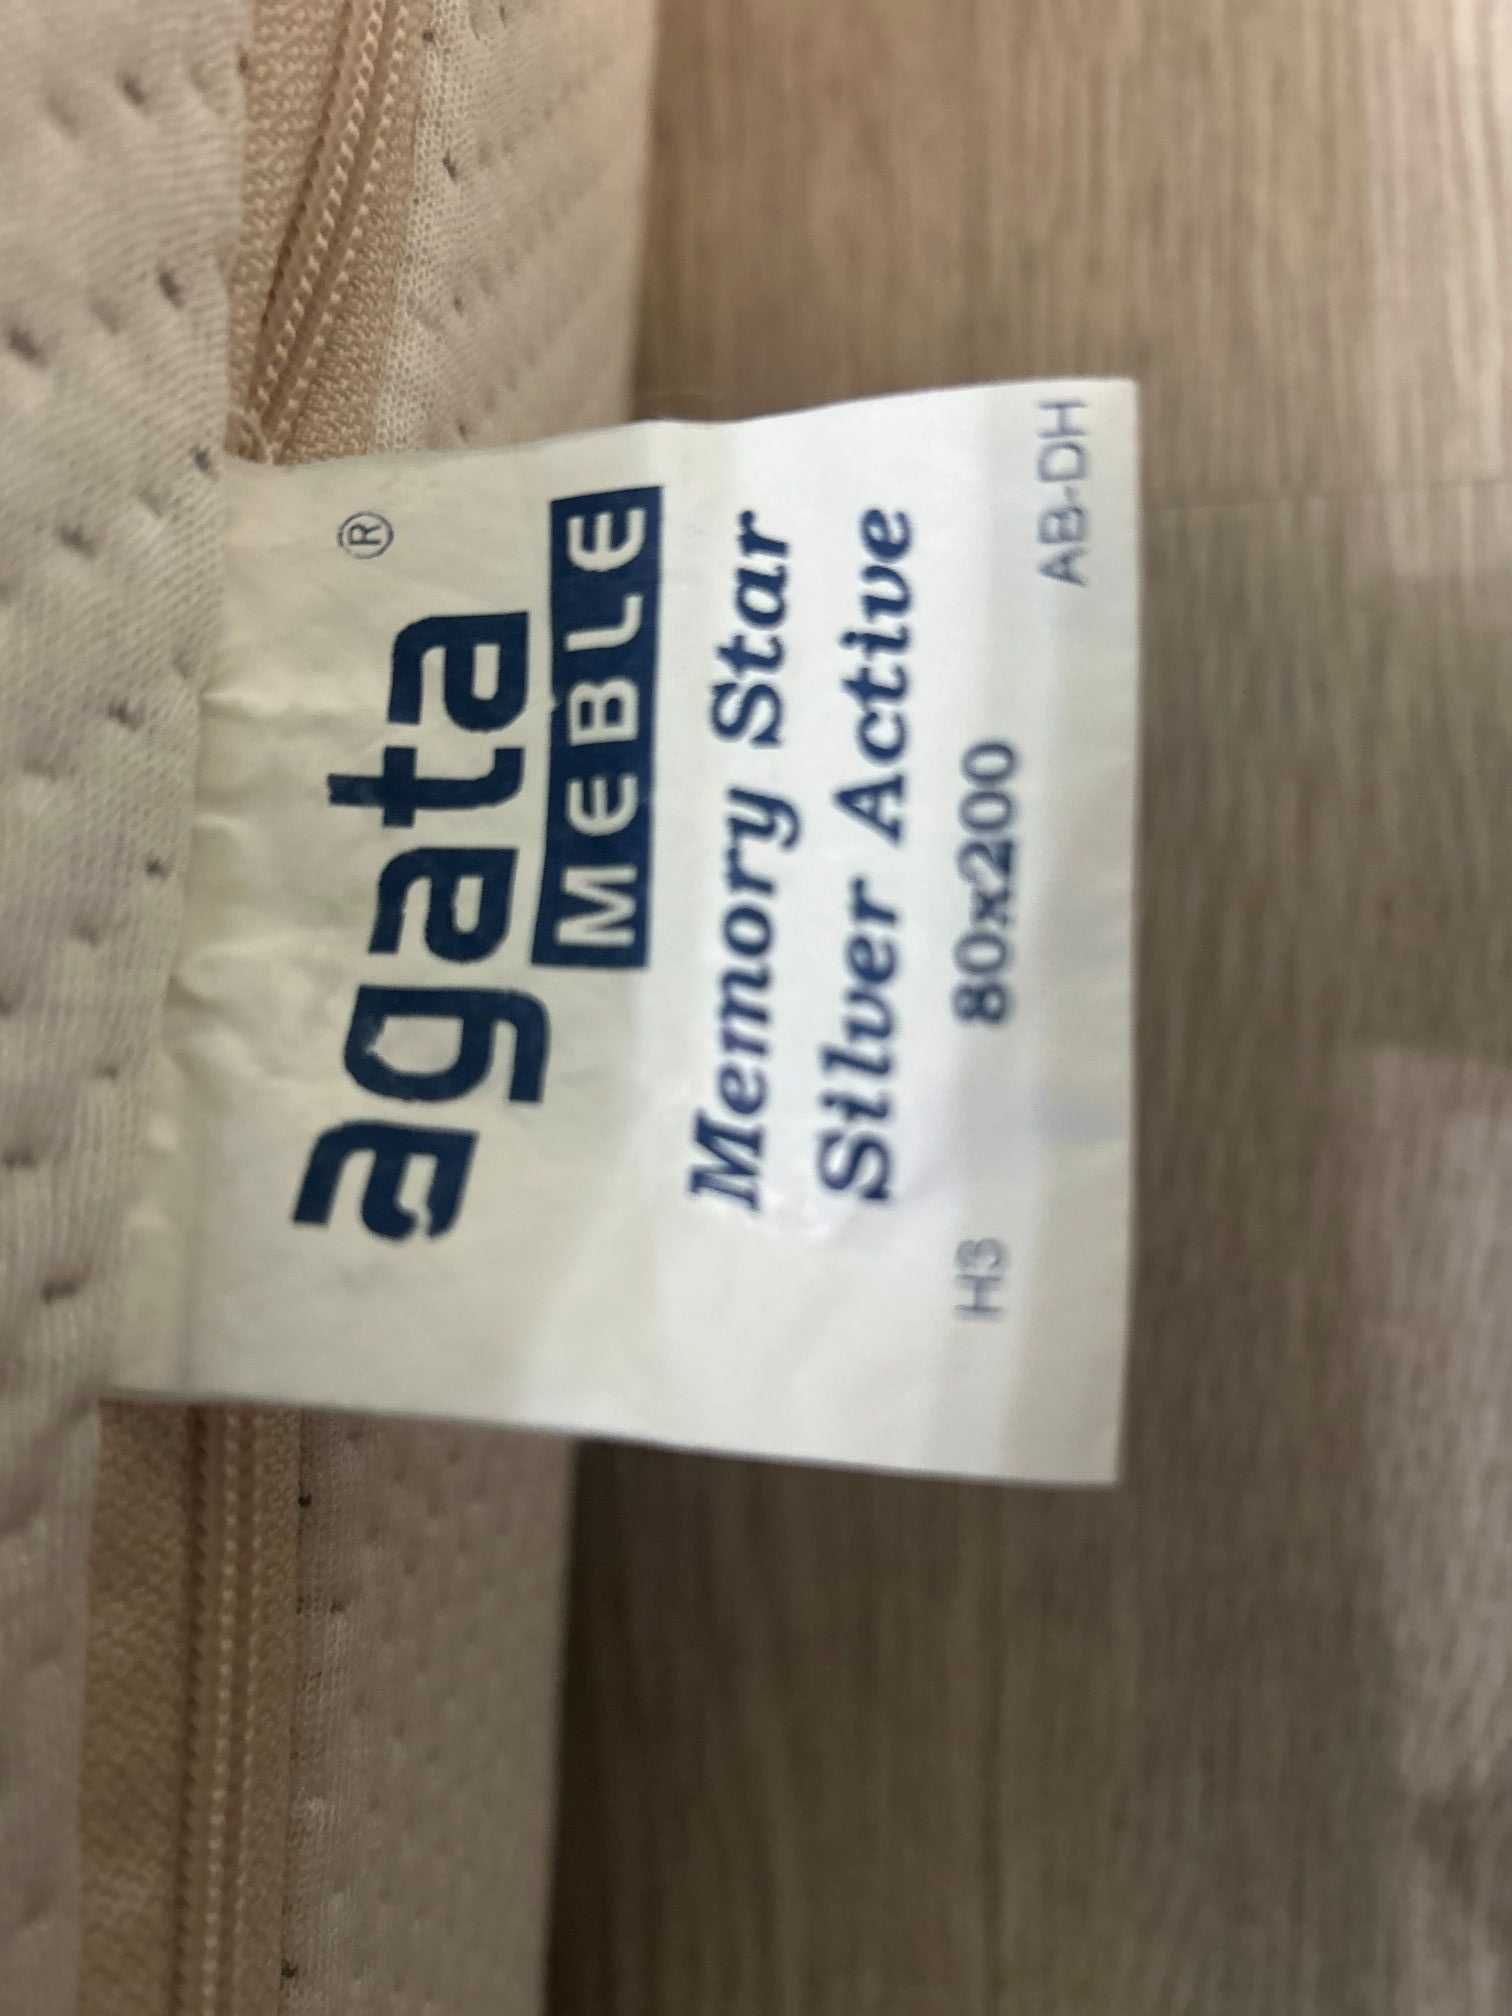 agata®
MEBLE
Memory Star
Silver Active
H3 80x200
AB-DH